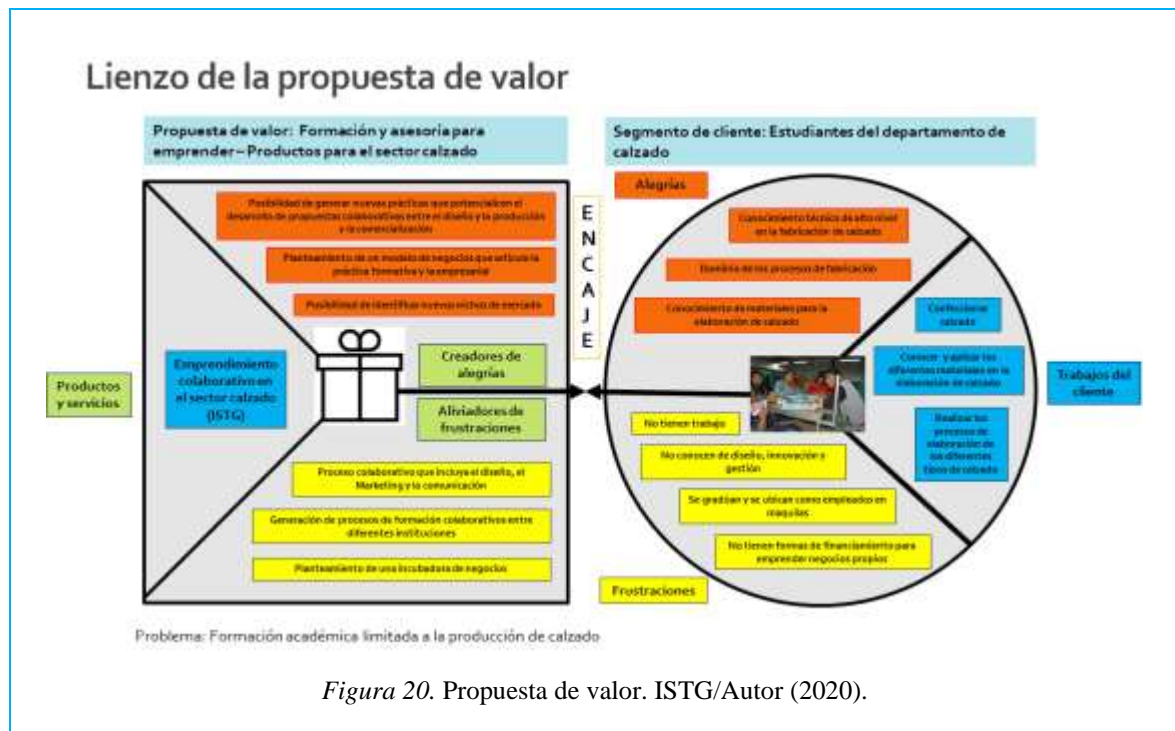 Lienzo de la propuesta de valor
Propuesta de valor: Formación y asesoría para
emprender – Productos para el sector calzado
Segmento de cliente: Estudiantes del departamento de
calzado
Posibilidad de generar nuevas prácticas que potencialicen el
desarrollo de propuestas colaborativas entre el diseño y la producción
y la comercialización
Planteamiento de un modelo de negocios que articula la
práctica formativa y la empresarial
Posibilidad de identificar nuevos nichos de mercado
Productos
y servicios
Emprendimiento
colaborativo en
el sector calzado
(ISTG)
Creadores de
alegrías
Aliviadores de
frustraciones
Proceso colaborativo que incluye el diseño, el
Marketing y la comunicación
Generación de procesos de formación colaborativos entre
diferentes instituciones
Planteamiento de una incubadora de negocios
E
N
C
A
J
E
Alegrías
Conocimiento técnico de alto nivel
en la fabricación de calzado
Dominio de los procesos de fabricación
Conocimiento de materiales para la
elaboración de calzado
Confeccionar
calzado
Conocer y aplicar los
diferentes materiales en la
elaboración de calzado
Realizar los
procesos de
elaboración de
los diferentes
tipos de calzado
Trabajos del
cliente
No tienen trabajo
No conocen de diseño, innovación o
gestión
Se gradúan y se ubican como empleados en
maquilas
No tienen formas de financiamiento para
emprender negocios propios
Frustraciones
Problema: Formación académica limitada a la producción de calzado
Figura 20. Propuesta de valor. ISTG/Autor (2020).